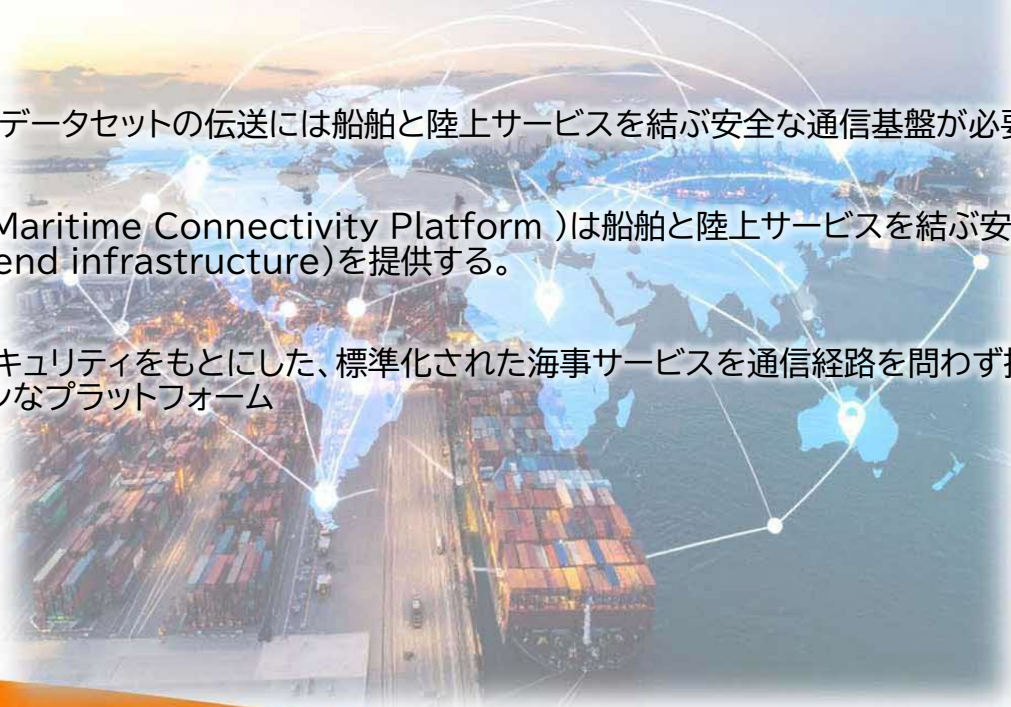 データセットの伝送には船舶と陸上サービスを結ぶ安全な通信基盤が必要
Maritime Connectivity Platform )は船舶と陸上サービスを結ぶ安
end infrastructure)を提供する。
キュリティをもとにした、標準化された海事サービスを通信経路を問わず
ンなプラットフォーム